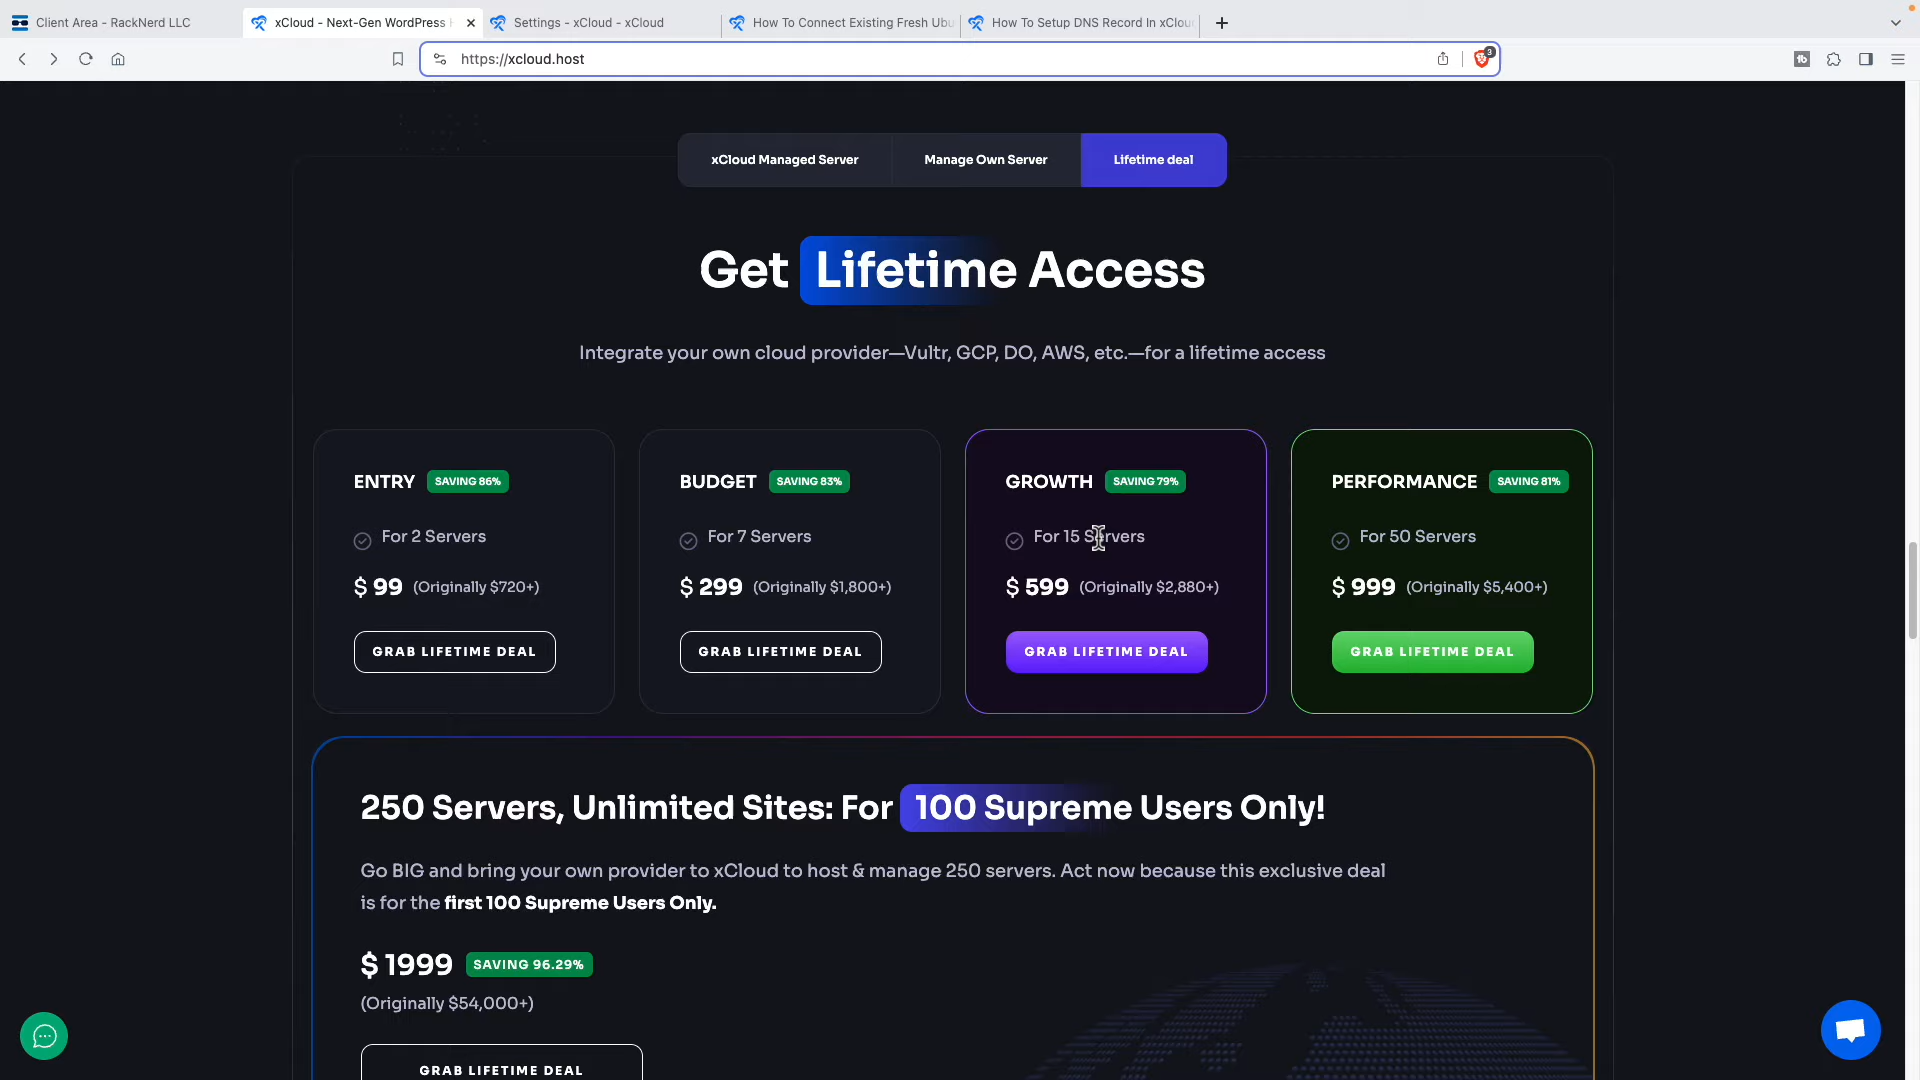 Client Area - RackNerd LLC
xCloud - Next-Gen WordPress
Settings - xCloud - xCloud
How To Connect Existing Fresh Ubu
How To Setup DNS Record In xClou
https://xcloud.host
3
xCloud Managed Server
Manage Own Server
Lifetime deal
Get Lifetime Access
Integrate your own cloud provider—Vultr, GCP, DO, AWS, etc.—for a lifetime access
ENTRY SAVING 86%
For 2 Servers
$ 99 (Originally $720+)
GRAB LIFETIME DEAL
BUDGET SAVING 83%
For 7 Servers
$ 299 (Originally $1,800+)
GRAB LIFETIME DEAL
GROWTH SAVING 79%
For 15 Servers
$ 599 (Originally $2,880+)
GRAB LIFETIME DEAL
PERFORMANCE SAVING 81%
For 50 Servers
$ 999 (Originally $5,400+)
GRAB LIFETIME DEAL
250 Servers, Unlimited Sites: For 100 Supreme Users Only!
Go BIG and bring your own provider to xCloud to host & manage 250 servers. Act now because this exclusive deal
is for the first 100 Supreme Users Only.
$ 1999 SAVING 96.29%
(Originally $54,000+)
GRAB LIFETIME DEAL